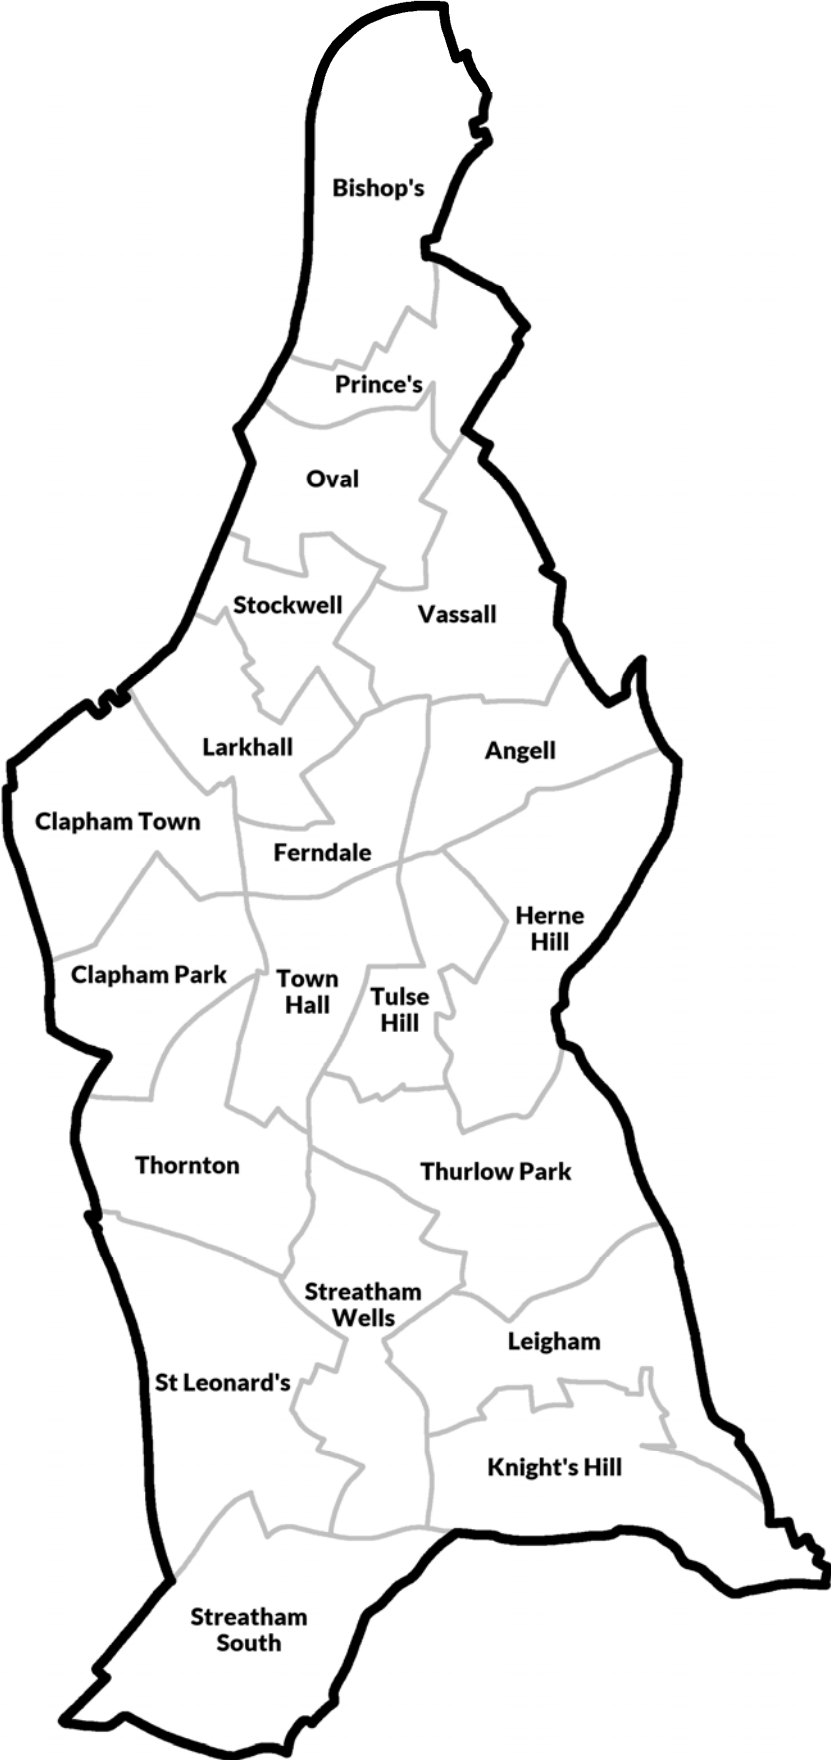 Bishop's
Prince's
Oval
Stockwell
Vassall
Larkhall
Angell
Clapham Town
Ferndale
Herne
Hill
Clapham Park
Town
Hall
Tulse
Hill
Thornton
Thurlow Park
Streatham
Wells
Leigham
St Leonard's
Knight's Hill
Streatham
South